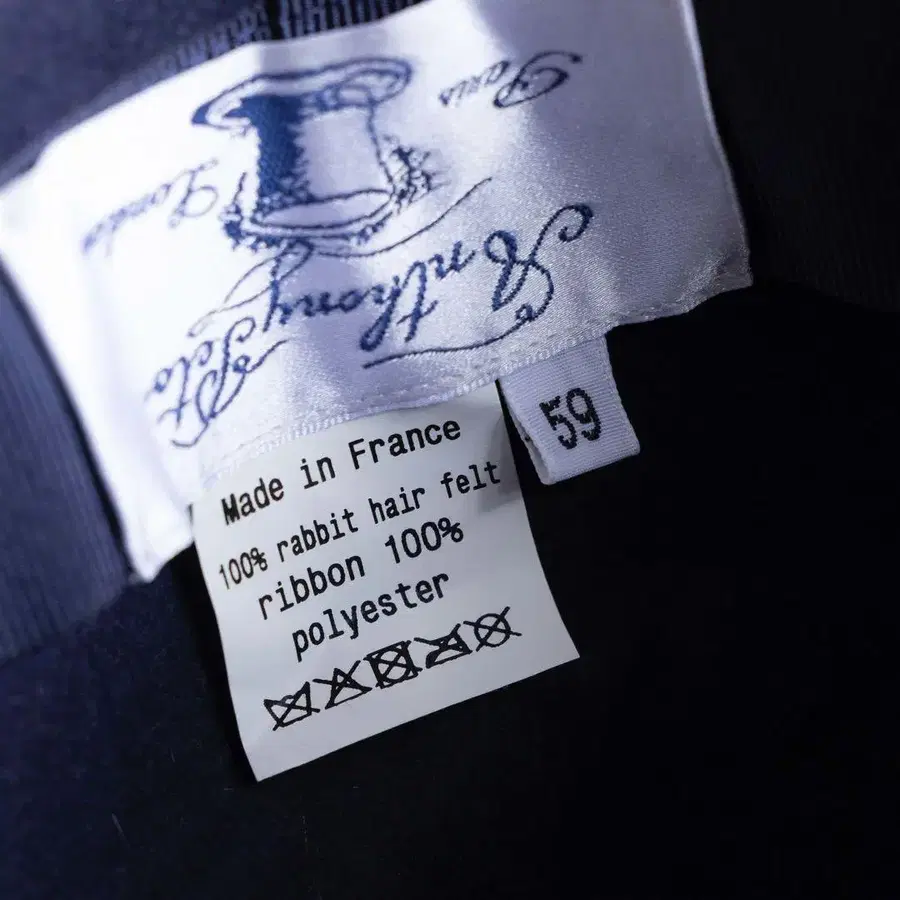 Anthony Peto
London
Paris
59
Made in France
100% rabbit hair felt
ribbon 100%
polyester